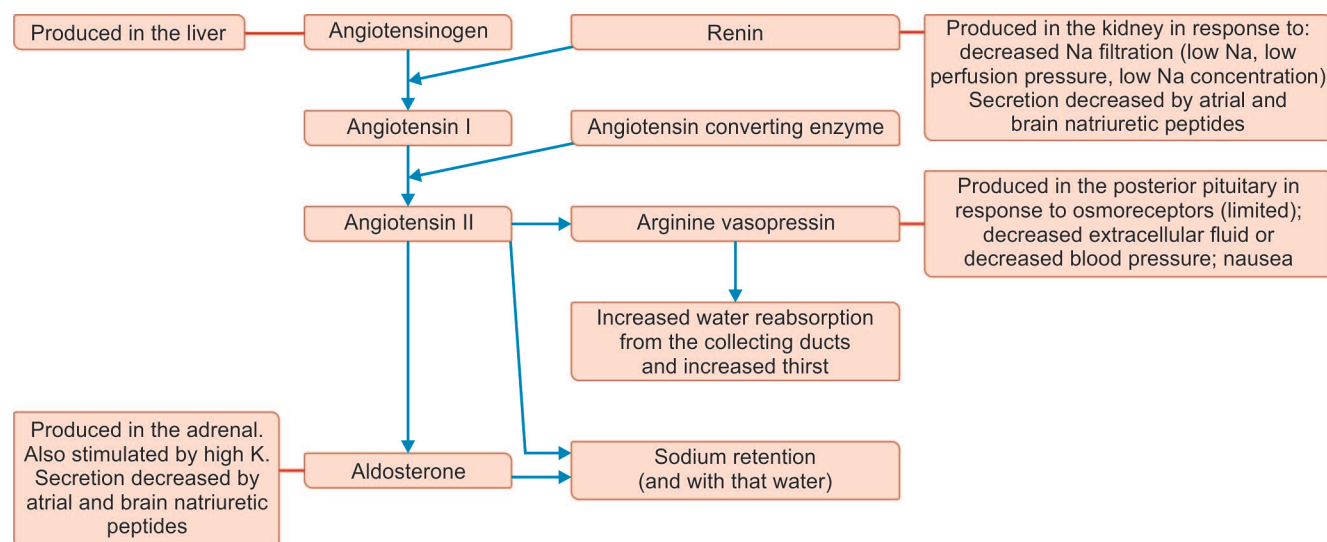 Produced in the liver
Angiotensinogen
Renin
Produced in the kidney in response to:
decreased Na filtration (low Na, low
perfusion pressure, low Na concentration)
Secretion decreased by atrial and
brain natriuretic peptides
Angiotensin I
Angiotensin converting enzyme
Angiotensin II
Arginine vasopressin
Produced in the posterior pituitary in
response to osmoreceptors (limited);
decreased extracellular fluid or
decreased blood pressure; nausea
Increased water reabsorption
from the collecting ducts
and increased thirst
Produced in the adrenal.
Also stimulated by high K.
Secretion decreased by
atrial and brain natriuretic
peptides
Aldosterone
Sodium retention
(and with that water)